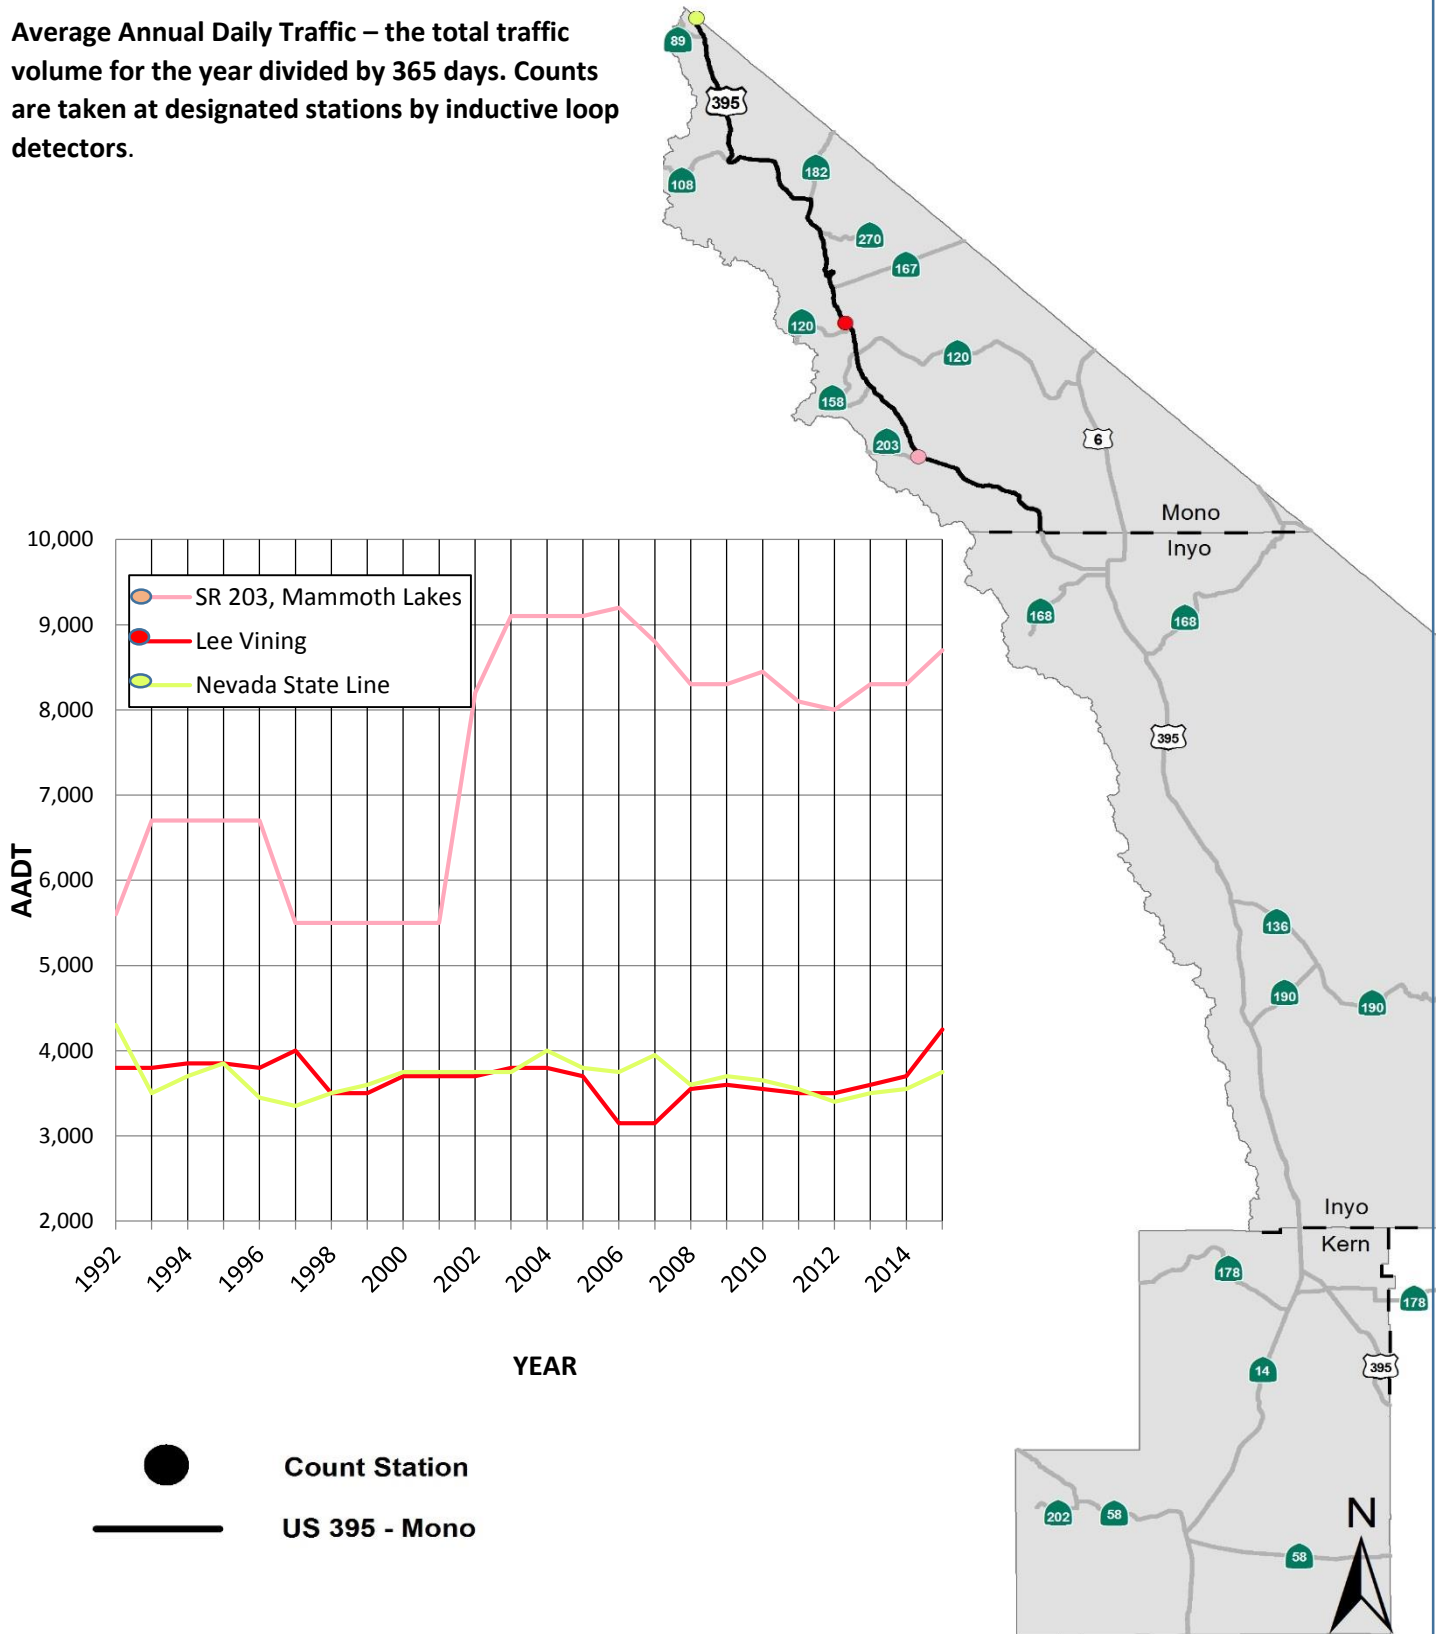 Average Annual Daily Traffic – the total traffic
volume for the year divided by 365 days. Counts
are taken at designated stations by inductive loop
detectors.
89
395
108
182
270
167
120
120
158
203
6
Mono
Inyo
168
168
395
136
190
190
Inyo
Kern
178
178
14
395
202
58
58
N
10,000
9,000
8,000
7,000
6,000
5,000
4,000
3,000
2,000
AADT
SR 203, Mammoth Lakes
Lee Vining
Nevada State Line
1992
1994
1996
1998
2000
2002
2004
2006
2008
2010
2012
2014
YEAR
Count Station
US 395 - Mono